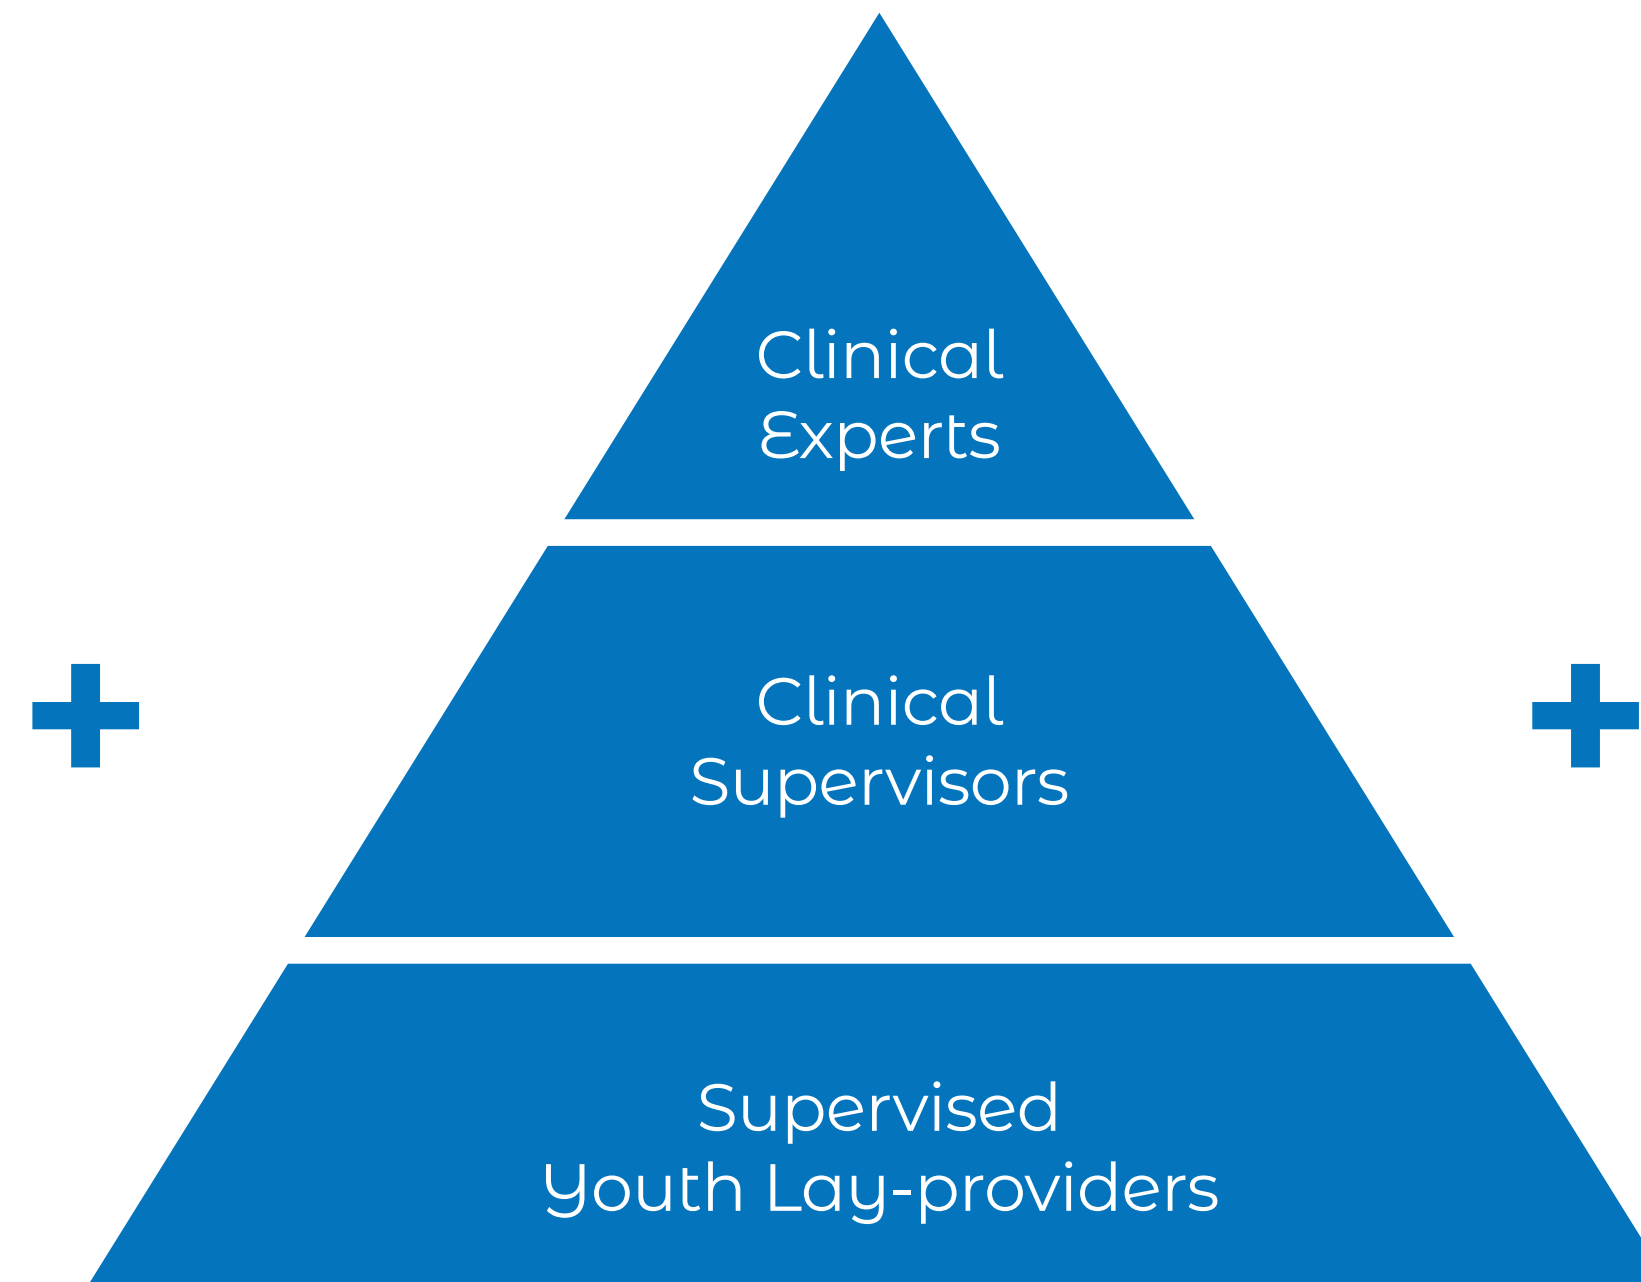 Clinical
Experts
Clinical
Supervisors
Supervised
Youth Lay-providers